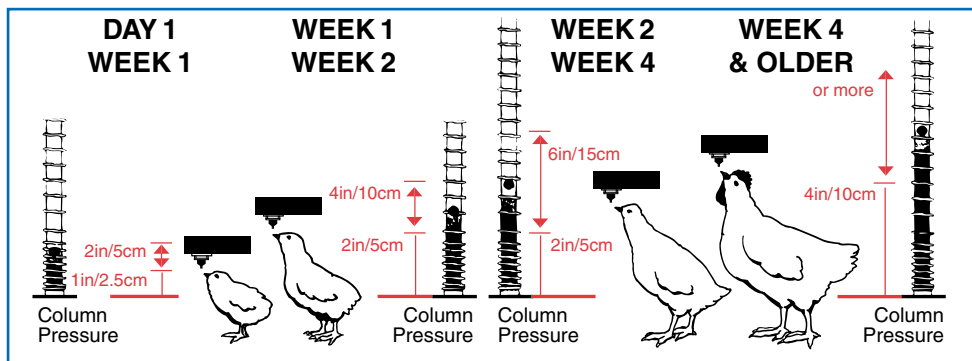 DAY 1
WEEK 1
WEEK 1
WEEK 2
WEEK 2
WEEK 4
WEEK 4
& OLDER
2in/5cm
1in/2.5cm
Column
Pressure
4in/10cm
2in/5cm
Column
Pressure
6in/15cm
2in/5cm
Column
Pressure
or more
4in/10cm
Column
Pressure